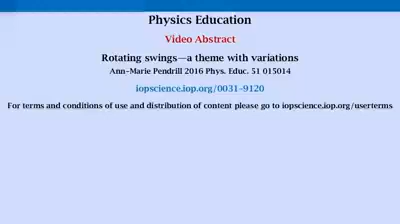 Physics Education
Video Abstract
Rotating swings—a theme with variations
Ann-Marie Pendrill 2016 Phys. Educ. 51 015014
iopscience.iop.org/0031-9120
For terms and conditions of use and distribution of content please go to iopscience.iop.org/userterms